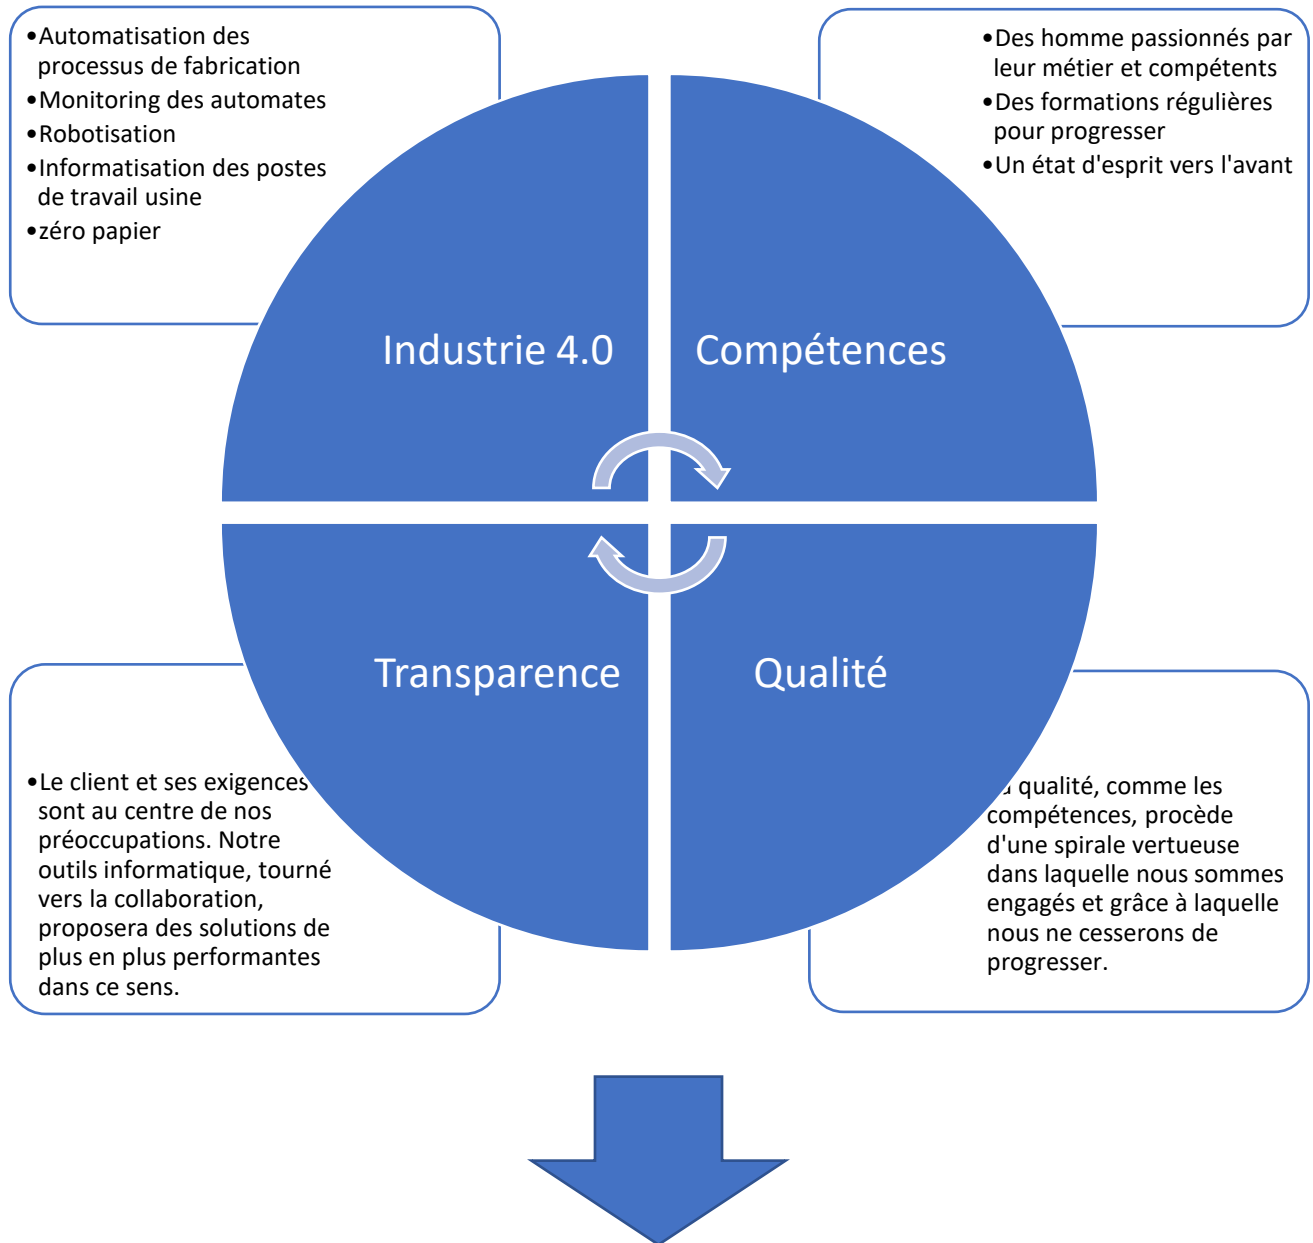 •Automatisation des
processus de fabrication
•Monitoring des automates
•Robotisation
•Informatisation des postes
de travail usine
•zéro papier
•Des homme passionnés par
leur métier et compétents
•Des formations régulières
pour progresser
•Un état d'esprit vers l'avant
Industrie 4.0
Compétences
Transparence
Qualité
•Le client et ses exigences
sont au centre de nos
préoccupations. Notre
outils informatique, tourné
vers la collaboration,
proposera des solutions de
plus en plus performantes
dans ce sens.
qualité, comme les
compétences, procède
d'une spirale vertueuse
dans laquelle nous sommes
engagés et grâce à laquelle
nous ne cesserons de
progresser.